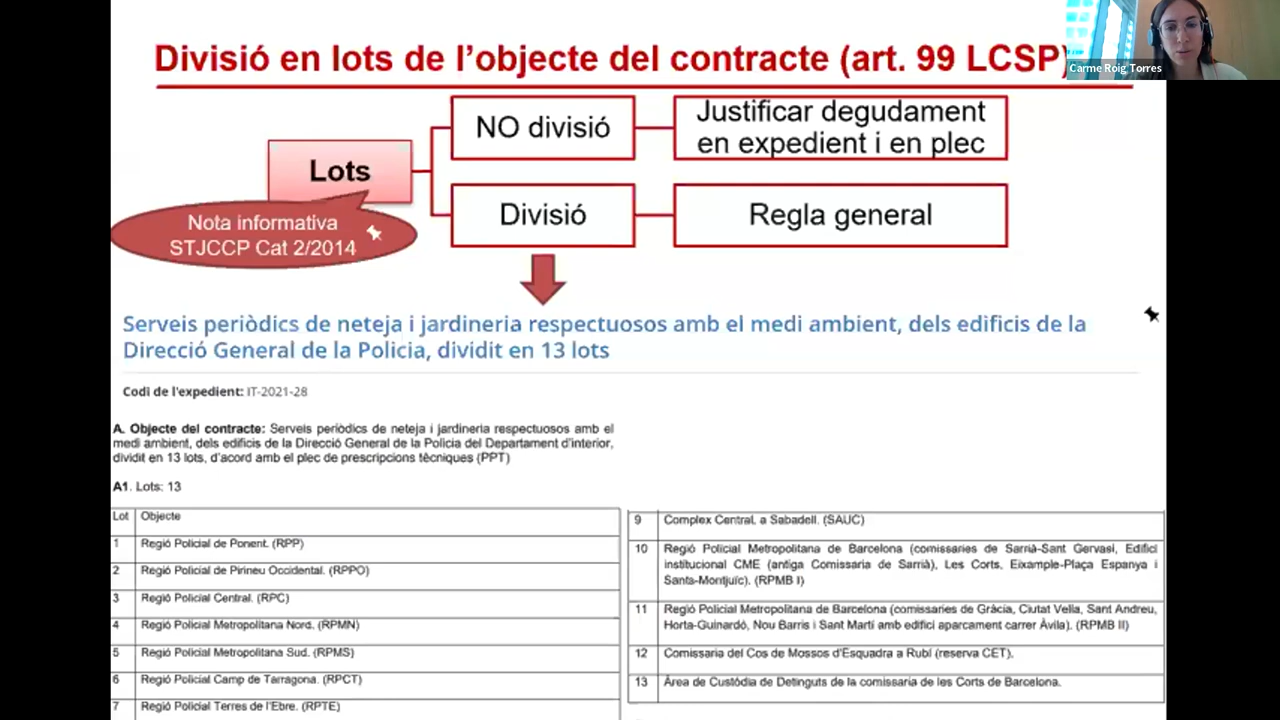 Divisió en lots de l'objecte del contracte (art. 99 LCSP)
Carme Roig Torres
NO divisió
Justificar degudament
en expedient i en plec
Lots
Divisió
Regla general
Nota informativa
STJCCP Cat 2/2014
Serveis periòdics de neteja i jardineria respectuosos amb el medi ambient, dels edificis de la
Direcció General de la Policia, dividit en 13 lots
Codi de l'expedient: IT-2021-28
A. Objecte del contracte: Serveis periòdics de neteja i jardineria respectuosos amb el
medi ambient, dels edificis de la Direcció General de la Policia del Departament d'interior,
dividit en 13 lots, d'acord amb el plec de prescripcions tècniques (PPT)
A1. Lots: 13
Lot Objecte
1 Regió Policial de Ponent. (RPP)
2 Regió Policial de Pirineu Occidental. (RPPO)
3 Regió Policial Central. (RPC)
4 Regió Policial Metropolitana Nord. (RPMN)
5 Regió Policial Metropolitana Sud. (RPMS)
6 Regió Policial Camp de Tarragona. (RPCT)
7 Regió Policial Terres de l'Ebre. (RPTE)
9 Complex Central, a Sabadell. (SAUC)
10 Regió Policial Metropolitana de Barcelona (comissaries de Sarrià-Sant Gervasi, Edifici
institucional CME (antiga Comissaria de Sarrià), Les Corts, Eixample-Plaça Espanya i
Sants-Montjuïc). (RPMB I)
11 Regió Policial Metropolitana de Barcelona (comissaries de Gràcia, Ciutat Vella, Sant Andreu,
Horta-Guinardó, Nou Barris i Sant Martí amb edifici aparcament carrer Àvila). (RPMB II)
12 Comissaria del Cos de Mossos d'Esquadra a Rubí (reserva CET).
13 Àrea de Custòdia de Detinguts de la comissaria de les Corts de Barcelona.